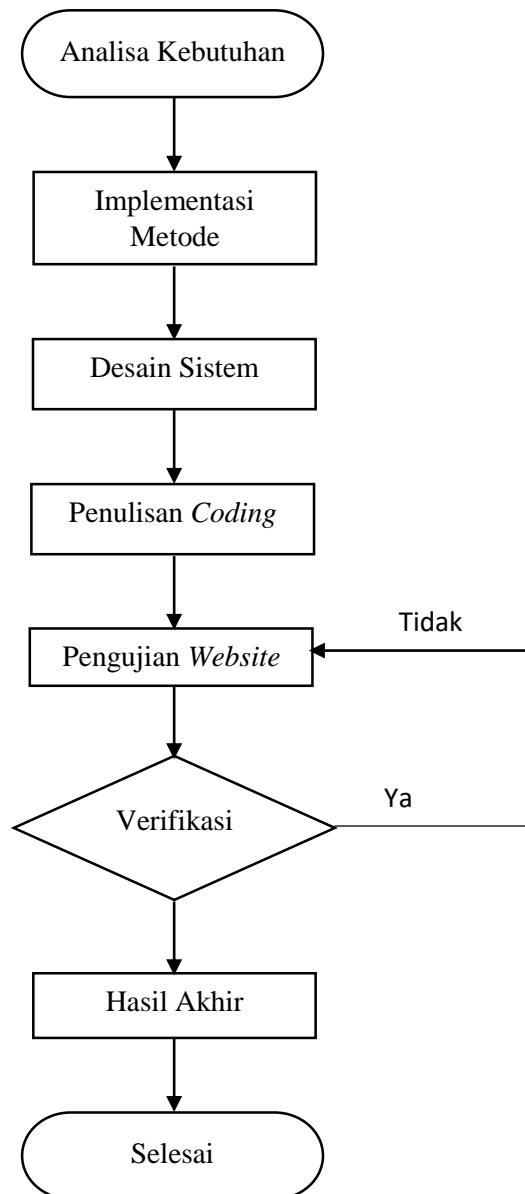 Analisa Kebutuhan
Implementasi
Metode
Desain Sistem
Penulisan Coding
Tidak
Pengujian Website
Ya
Verifikasi
Hasil Akhir
Selesai